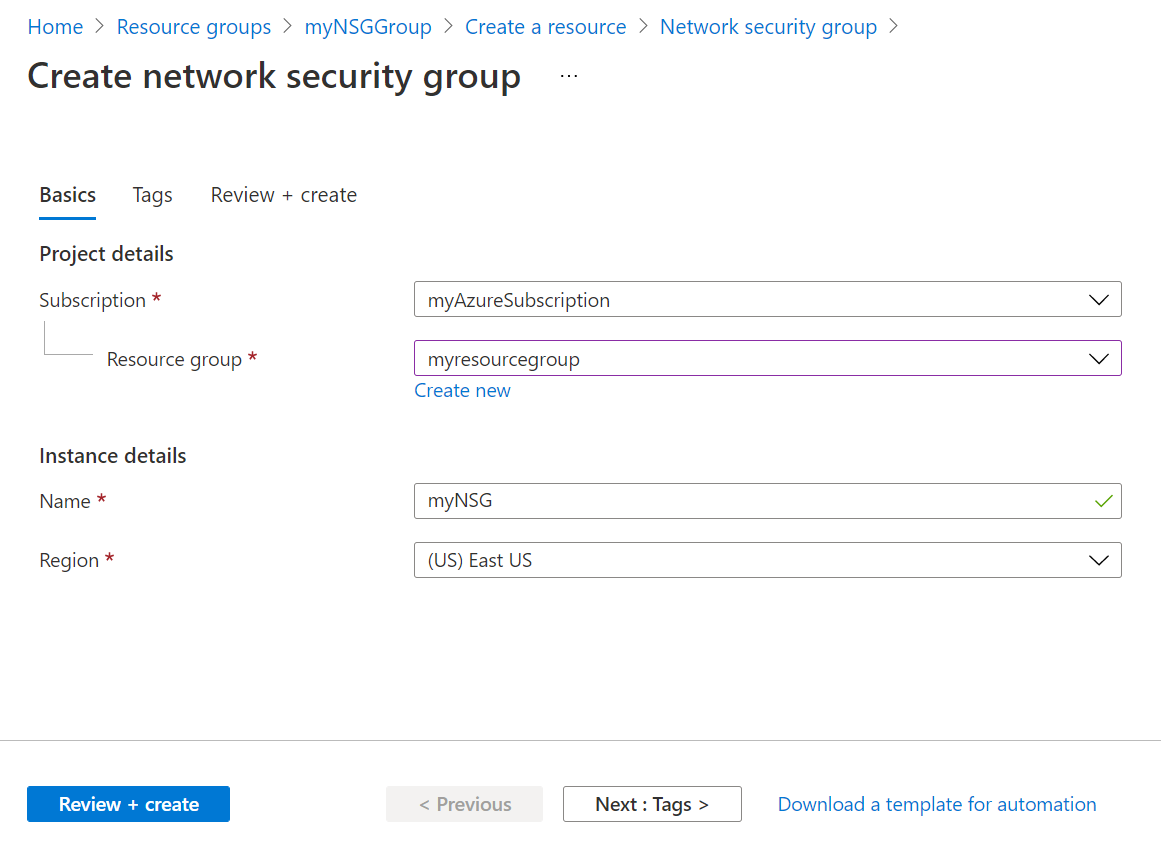 Home > Resource groups > myNSGGroup > Create a resource > Network security group >
Create network security group ...
Basics Tags Review + create
Project details
Subscription * myAzureSubscription
Resource group * myresourcegroup
Create new
Instance details
Name * myNSG
Region * (US) East US
Review + create < Previous Next : Tags > Download a template for automation